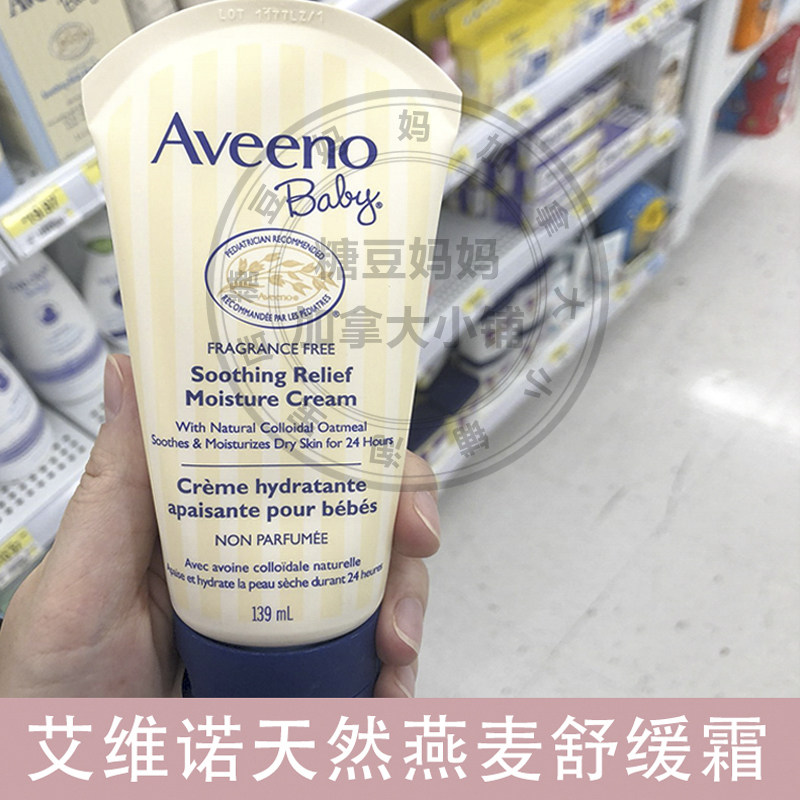 LOT 1377LZ/1
Aveeno
Baby®
PEDIATRICIAN RECOMMENDED
Aveeno®
RECOMMANDÉE PAR LES PÉDIATRES
FRAGRANCE FREE
Soothing Relief
Moisture Cream
With Natural Colloidal Oatmeal
Soothes & Moisturizes Dry Skin for 24 Hours
Crème hydratante
apaisante pour bébés
NON PARFUMÉE
Avec avoine colloïdale naturelle
Apaise et hydrate la peau sèche durant 24 heures
139 mL
糖豆妈妈
加拿大小铺
艾维诺天然燕麦舒缓霜